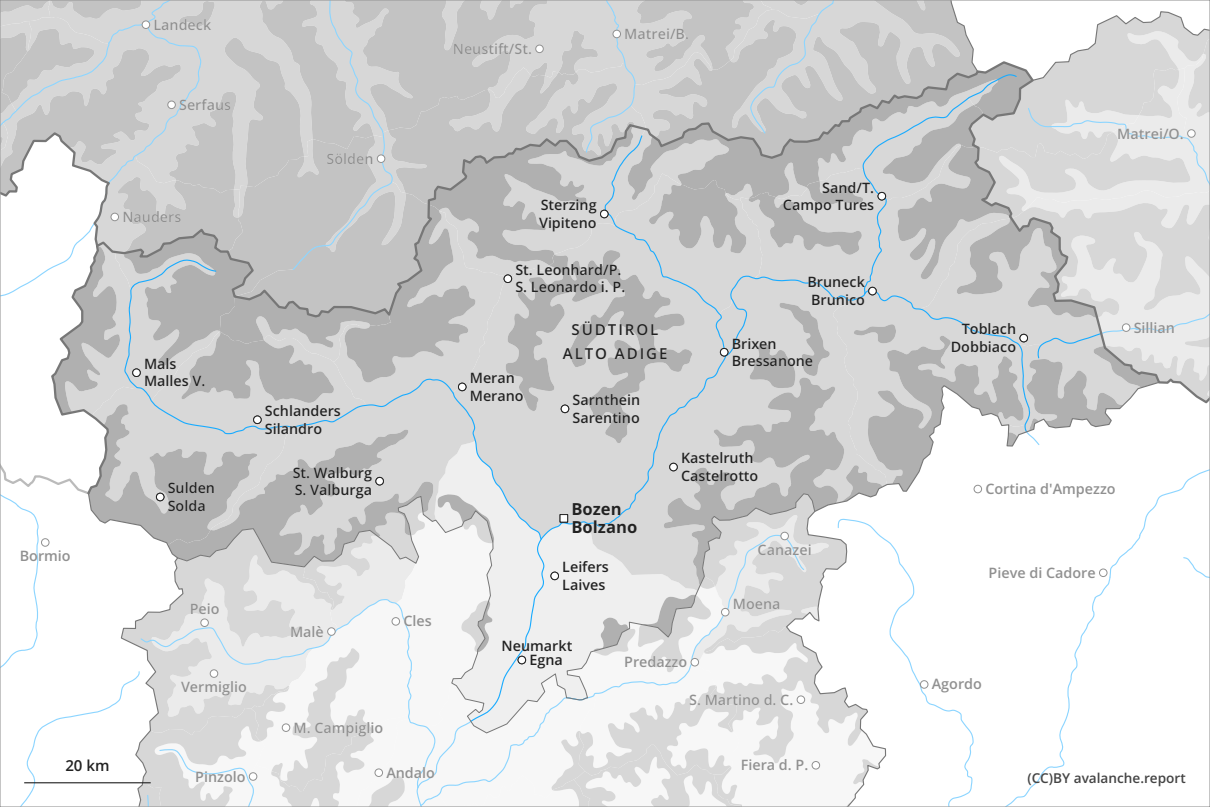 Landeck
Matrei/B.
Neustift/St.
Serfaus
Matrei/O.
Sölden
Sand/T.
Campo Tures
Sterzing
Vipiteno
Nauders
St. Leonhard/P.
S. Leonardo i. P.
Bruneck
Brunico
SÜDTIROL
ALTO ADIGE
Toblach
Dobbiaco
Sillian
Brixen
Bressanone
Mals
Malles V.
Meran
Merano
Schlanders
Silandro
Sarnthein
Sarentino
Kastelruth
Castelrotto
St. Walburg
S. Valburga
Sulden
Solda
Cortina d'Ampezzo
Bozen
Bolzano
Bormio
Canazei
Leifers
Laives
Pieve di Cadore
Peio
Moena
Cles
Malè
Neumarkt
Egna
Predazzo
Vermiglio
Agordo
S. Martino d. C.
M. Campiglio
Fiera d. P.
20 km
Pinzolo
Andalo
(CC)BY avalanche.report